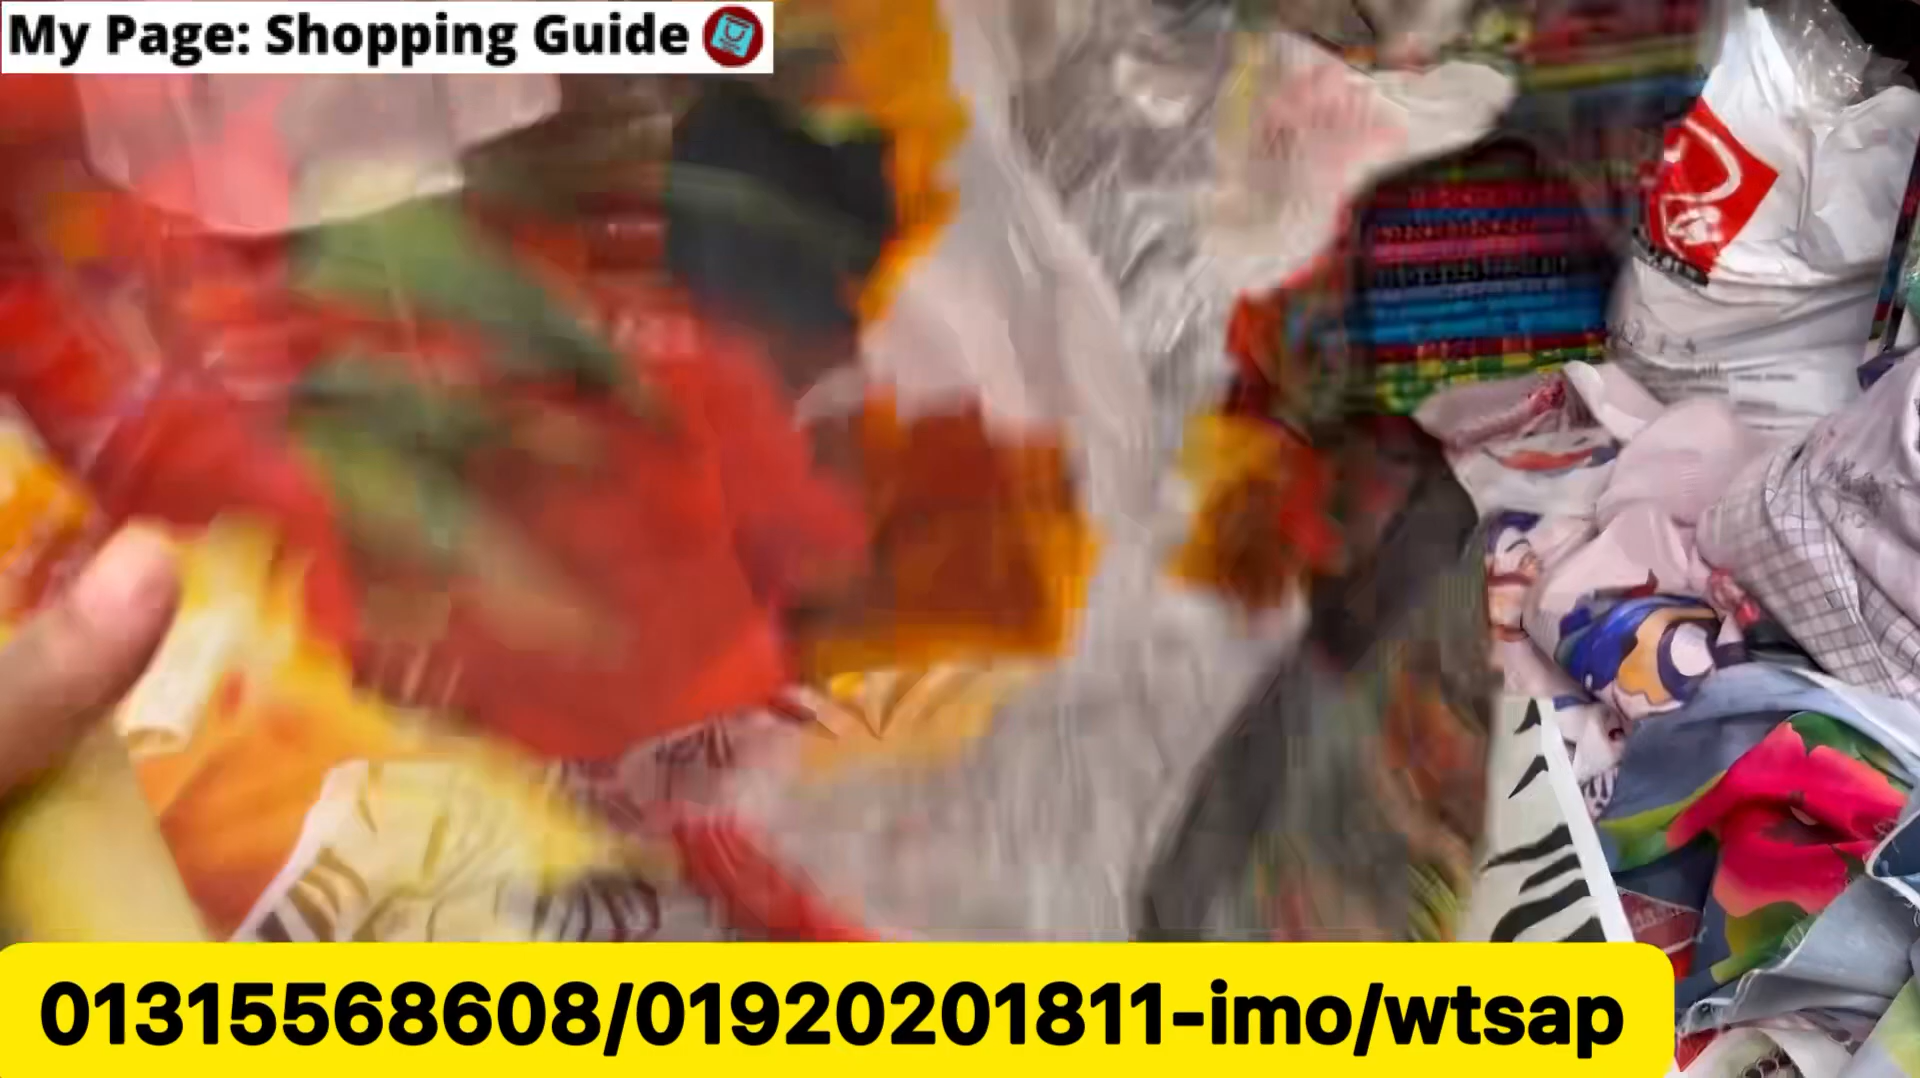 My Page: Shopping Guide
01315568608/01920201811-imo/wtsap